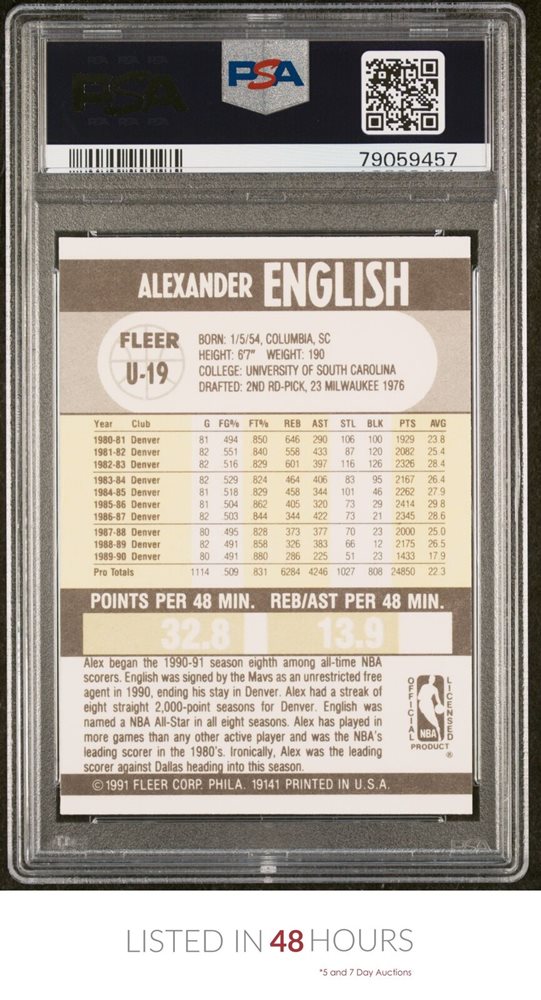 PSA
79059457
ALEXANDER ENGLISH
FLEER
U-19
BORN: 1/5/54, COLUMBIA, SC
HEIGHT: 6'7" WEIGHT: 190
COLLEGE: UNIVERSITY OF SOUTH CAROLINA
DRAFTED: 2ND RD-PICK, 23 MILWAUKEE 1976
Year Club G FG% FT% REB AST STL BLK PTS AVG
1980-81 Denver 81 494 .850 646 290 106 100 1929 23.8
1981-82 Denver 82 551 .840 558 433 87 120 2082 25.4
1982-83 Denver 82 516 .829 601 397 116 126 2326 28.4
1983-84 Denver 82 529 .824 464 406 83 95 2167 26.4
1984-85 Denver 81 518 .829 458 344 101 46 2262 27.9
1985-86 Denver 81 504 .862 405 320 73 29 2414 29.8
1986-87 Denver 82 503 .844 344 422 73 21 2345 28.6
1987-88 Denver 80 495 .828 373 377 70 23 2000 25.0
1988-89 Denver 82 491 .858 326 383 66 12 2175 26.5
1989-90 Denver 80 491 .880 286 225 51 23 1433 17.9
Pro Totals 1114 509 .831 6284 4246 1027 808 24850 22.3
POINTS PER 48 MIN. REB/AST PER 48 MIN.
32.8 13.9
Alex began the 1990-91 season eighth among all-time NBA
scorers. English was signed by the Mavs as an unrestricted free
agent in 1990, ending his stay in Denver. Alex had a streak of
eight straight 2,000-point seasons for Denver. English was
named a NBA All-Star in all eight seasons. Alex has played in
more games than any other active player and was the NBA's
leading scorer in the 1980's. Ironically, Alex was the leading
scorer against Dallas heading into this season.
OFFICIAL LICENSED
NBA
PRODUCT ®
© 1991 FLEER CORP. PHILA. 19141 PRINTED IN U.S.A.
PSA
LISTED IN 48 HOURS
*5 and 7 Day Auctions